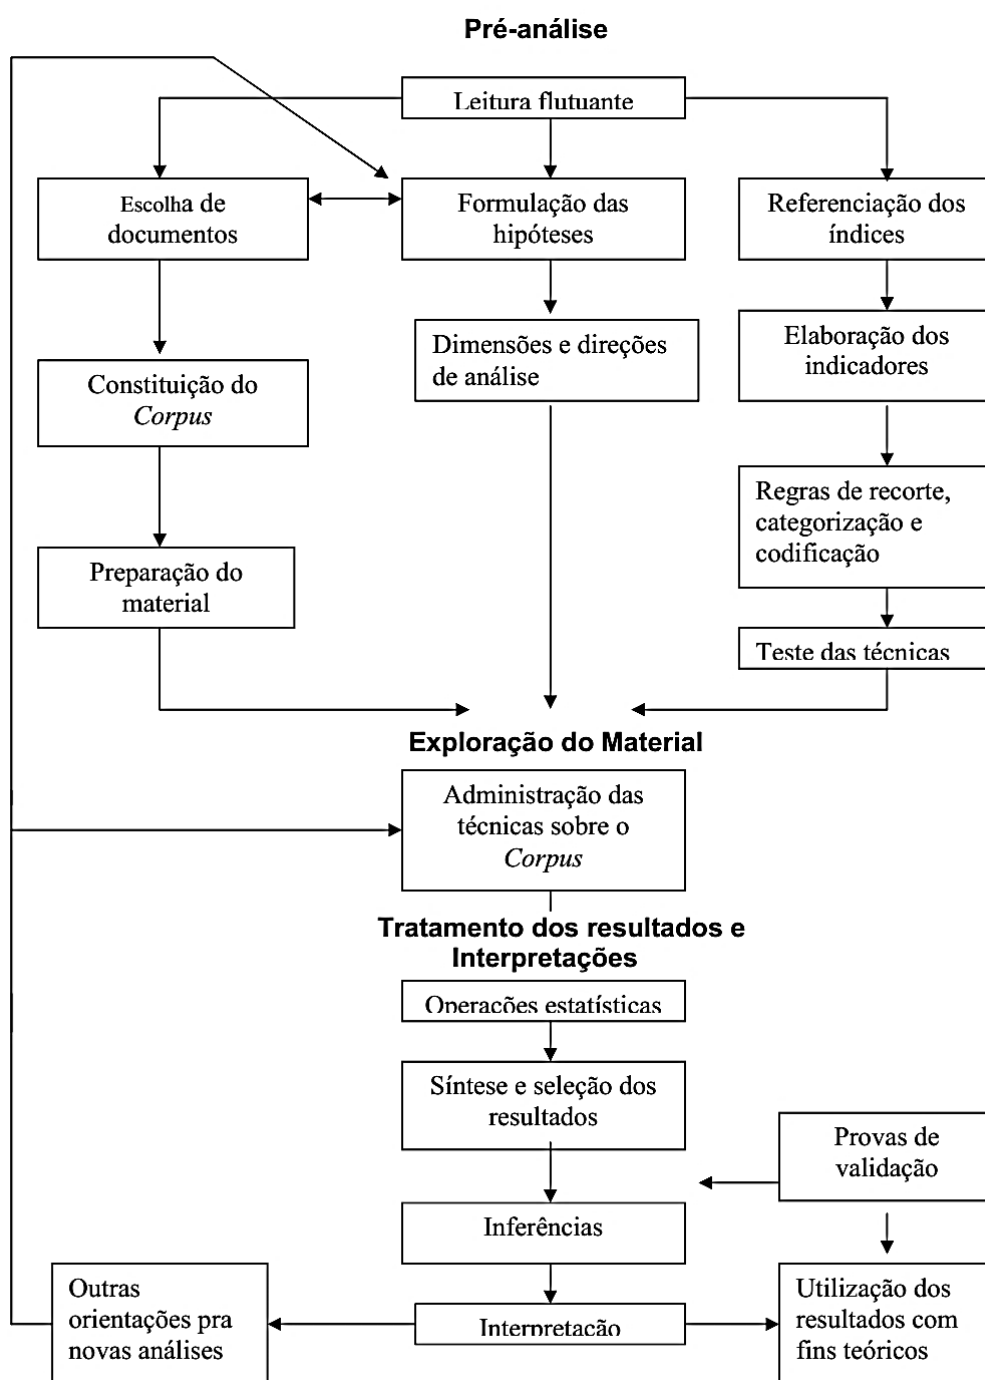 Pré-análise
Leitura flutuante
Escolha de
documentos
Formulação das
hipóteses
Referenciação dos
índices
Dimensões e direções
de análise
Elaboração dos
indicadores
Constituição do
Corpus
Regras de recorte,
categorização e
codificação
Preparação do
material
Teste das técnicas
Exploração do Material
Administração das
técnicas sobre o
Corpus
Tratamento dos resultados e
Interpretações
Operações estatísticas
Síntese e seleção dos
resultados
Provas de
validação
Inferências
Outras
orientações pra
novas análises
Interpretação
Utilização dos
resultados com
fins teóricos